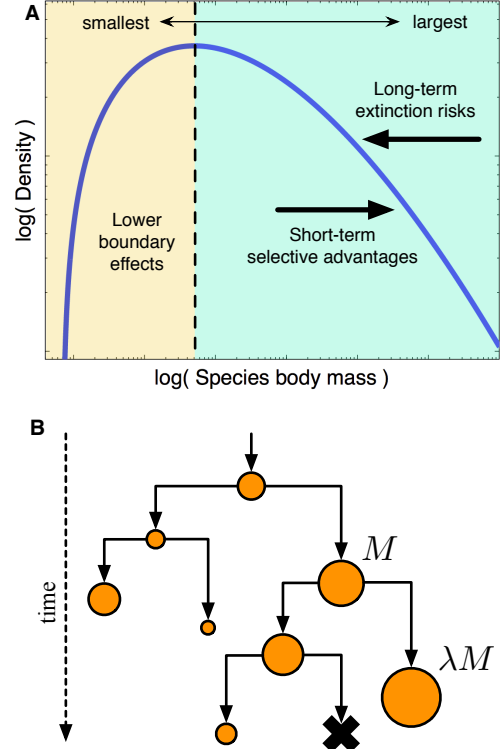 A
smallest
largest
Long-term
extinction risks
Lower
boundary
effects
Short-term
selective advantages
log( Density)
log( Species body mass )
B
time
M
λM